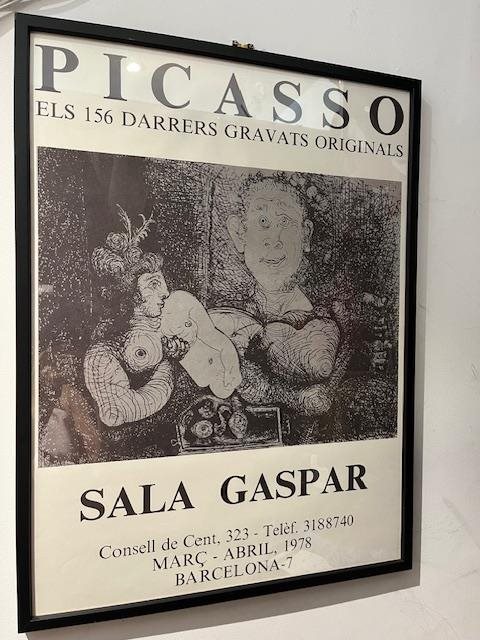 PICASSO
ELS 156 DARRERS GRAVATS ORIGINALS
SALA GASPAR
Consell de Cent, 323 - Telèf. 3188740
MARÇ - ABRIL, 1978
BARCELONA-7